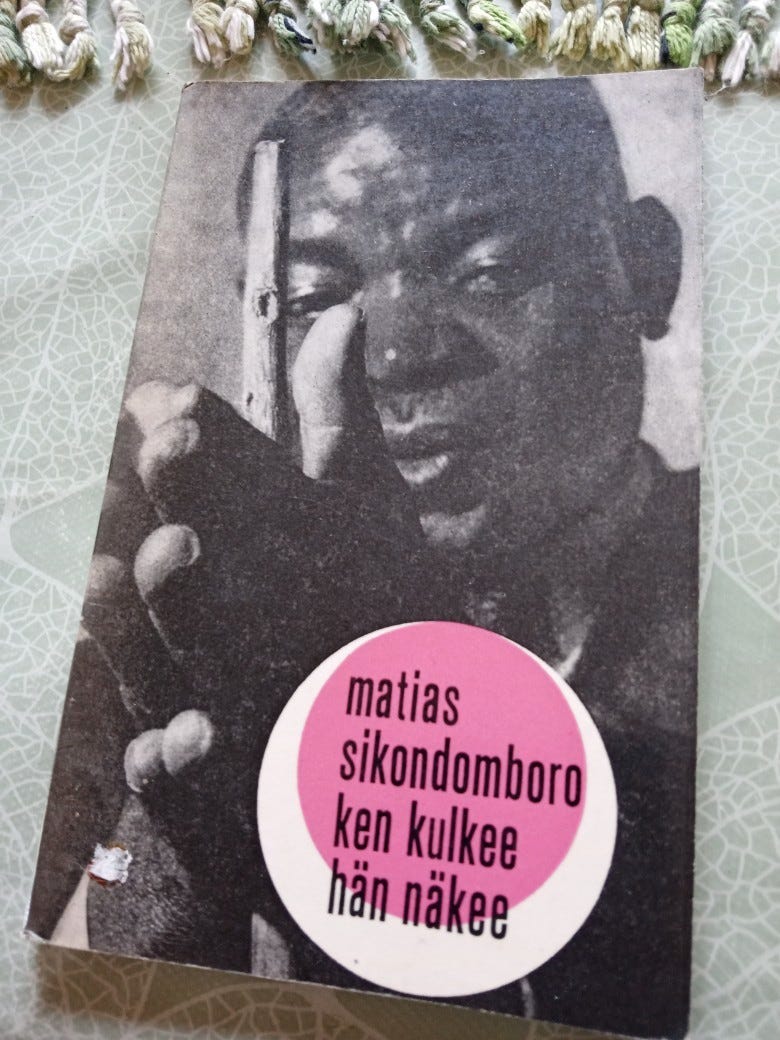 matias
sikondomboro
ken kulkee
hän näkee